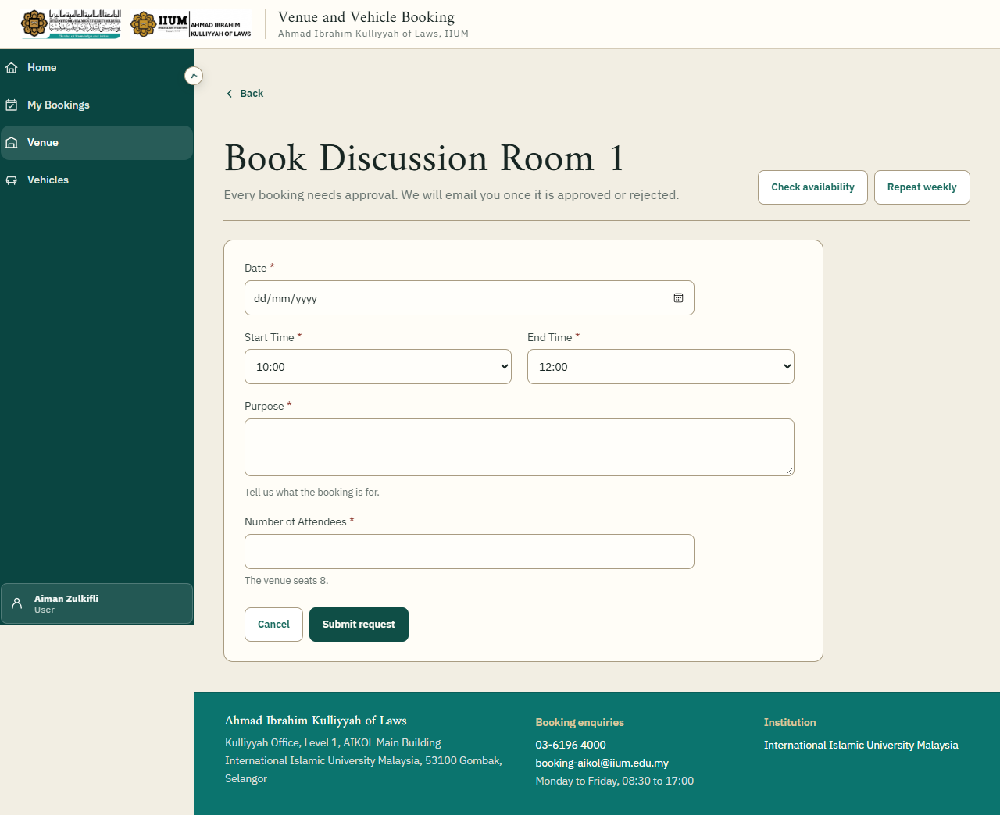 IIUM
AHMAD IBRAHIM
KULLIYYAH OF LAWS
Venue and Vehicle Booking
Ahmad Ibrahim Kulliyyah of Laws, IIUM
Home
My Bookings
Venue
Vehicles
Aiman Zulkifli
User
Back
Book Discussion Room 1
Every booking needs approval. We will email you once it is approved or rejected.
Check availability
Repeat weekly
Date *
dd/mm/yyyy
Start Time *
End Time *
10:00
12:00
Purpose *
Tell us what the booking is for.
Number of Attendees *
The venue seats 8.
Cancel
Submit request
Ahmad Ibrahim Kulliyyah of Laws
Kulliyyah Office, Level 1, AIKOL Main Building
International Islamic University Malaysia, 53100 Gombak,
Selangor
Booking enquiries
03-6196 4000
booking-aikol@iium.edu.my
Monday to Friday, 08:30 to 17:00
Institution
International Islamic University Malaysia